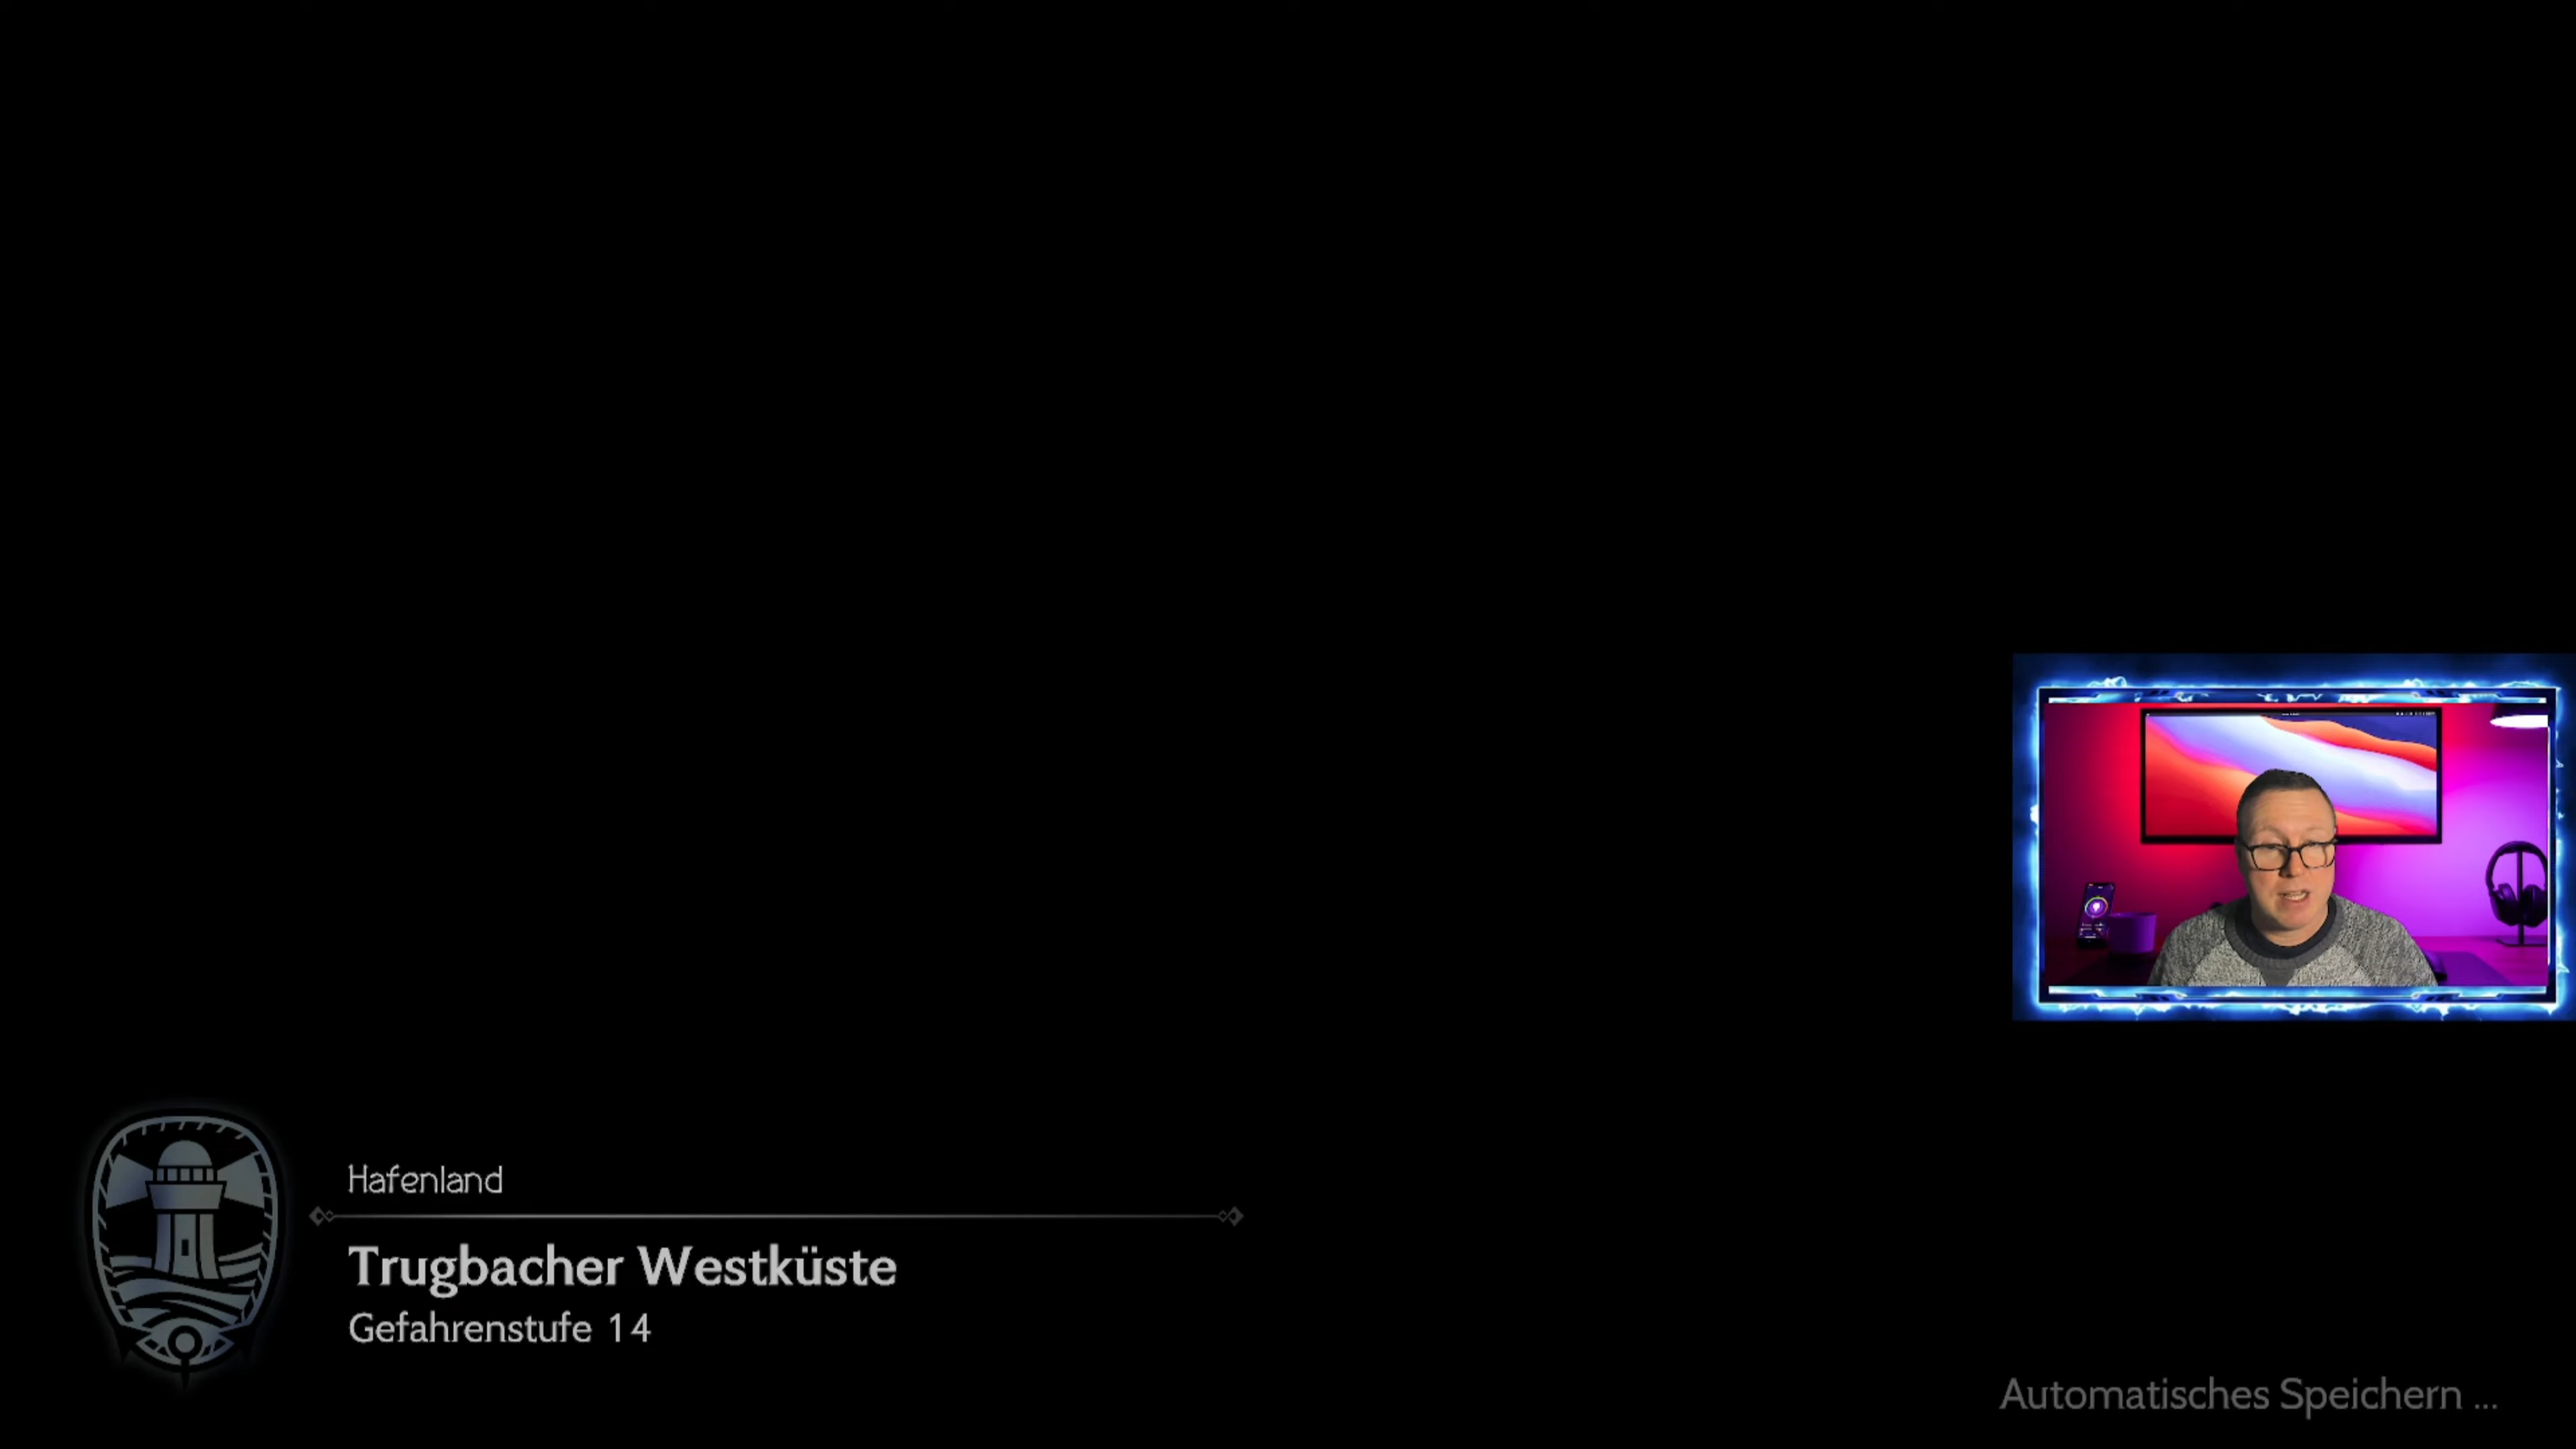 Hafenland
Trugbacher Westküste
Gefahrenstufe 14
Automatisches Speichern ...